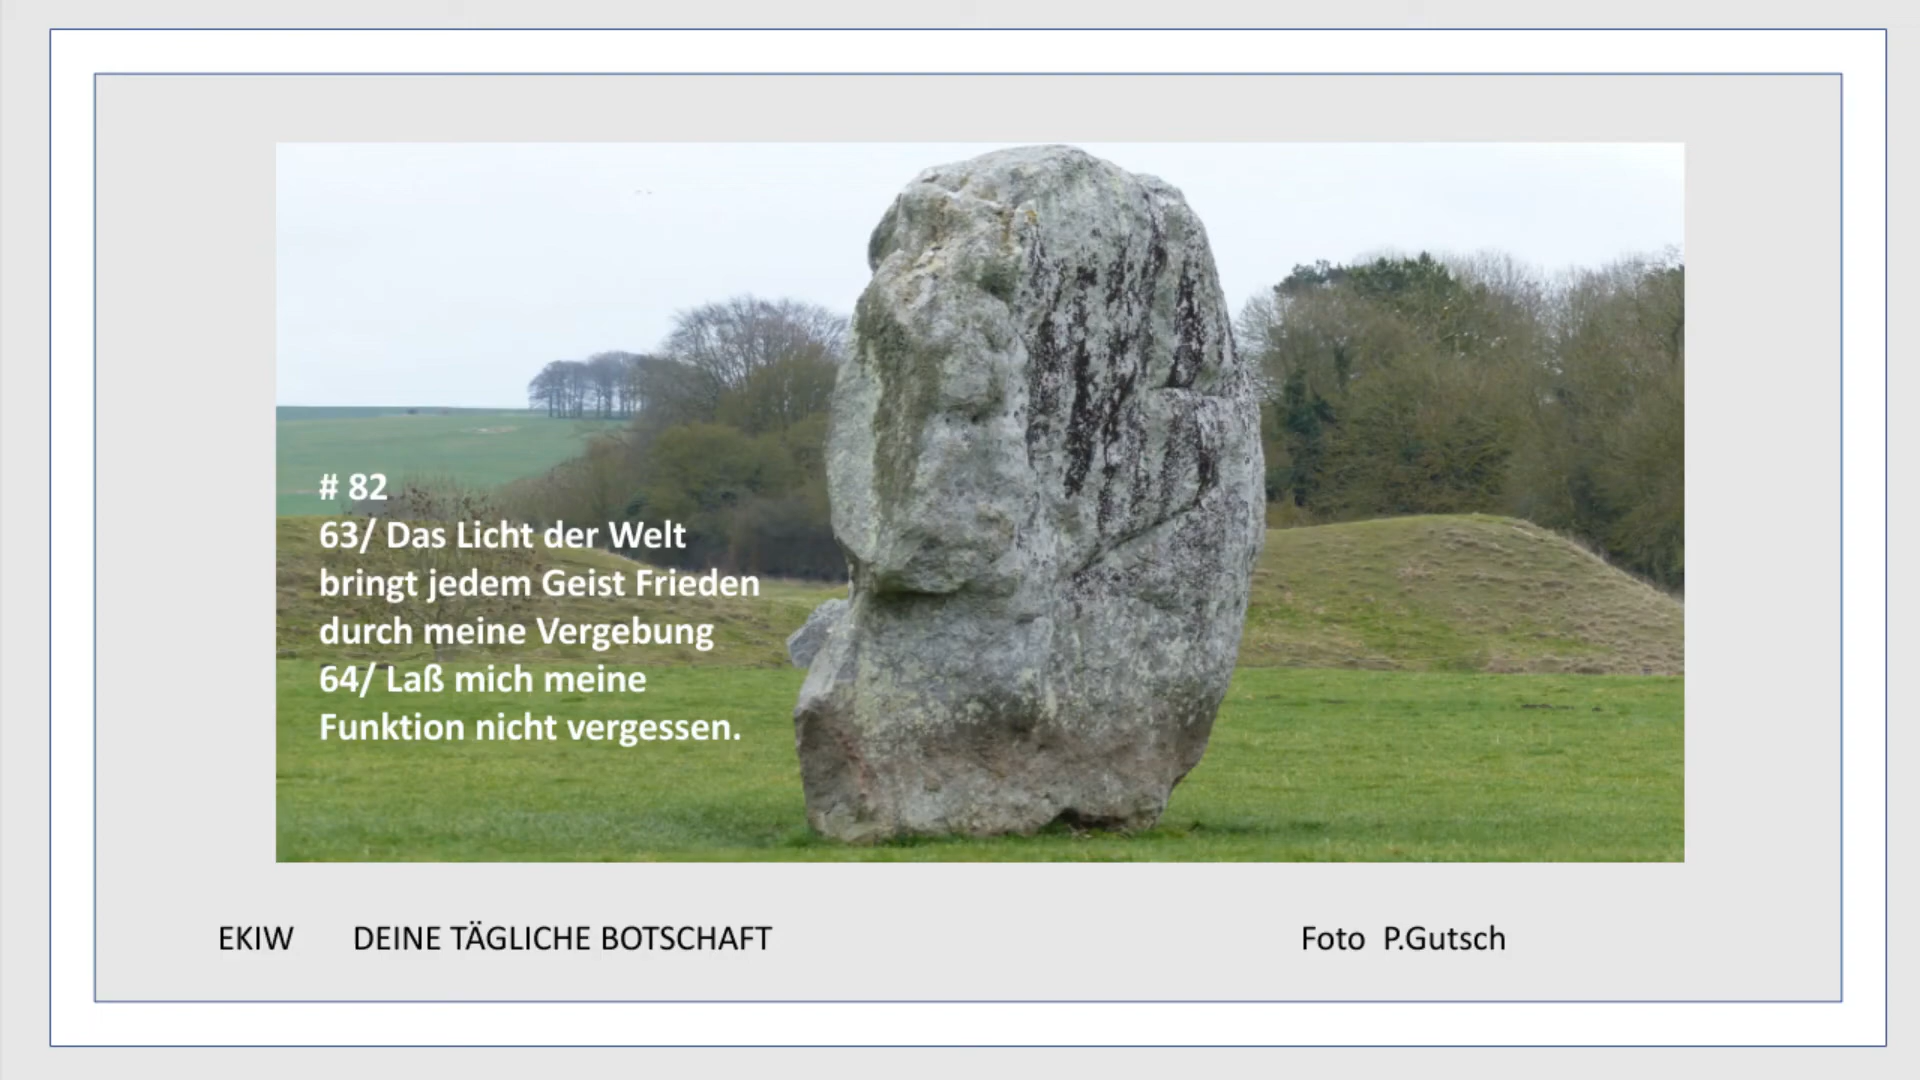 # 82
63/ Das Licht der Welt
bringt jedem Geist Frieden
durch meine Vergebung
64/ Laß mich meine
Funktion nicht vergessen.
EKIW DEINE TÄGLICHE BOTSCHAFT Foto P.Gutsch